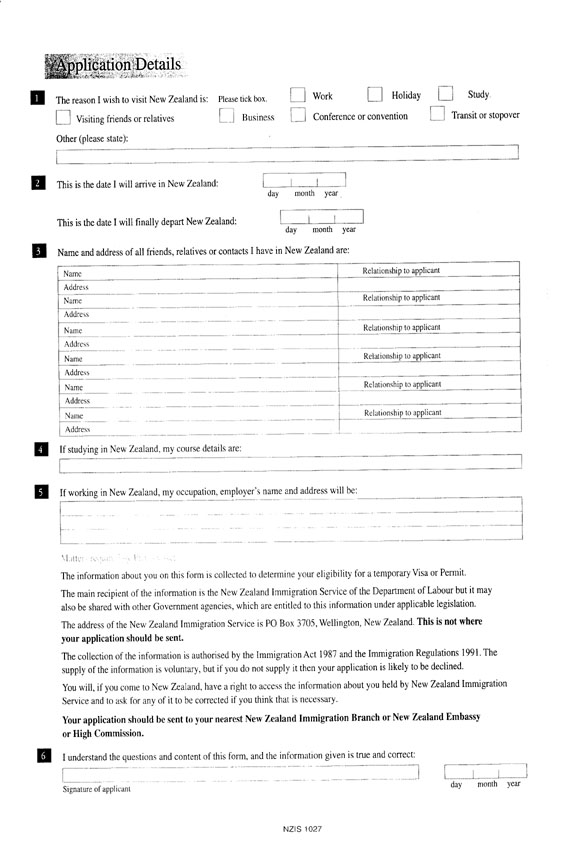 Application Details
1 The reason I wish to visit New Zealand is: Please tick box. Work Holiday Study
Visiting friends or relatives Business Conference or convention Transit or stopover
Other (please state):
2 This is the date I will arrive in New Zealand:
day month year
This is the date I will finally depart New Zealand:
day month year
3 Name and address of all friends, relatives or contacts I have in New Zealand are:
Name Relationship to applicant
Address
Name Relationship to applicant
Address
Name Relationship to applicant
Address
Name Relationship to applicant
Address
Name Relationship to applicant
Address
Name Relationship to applicant
Address
4 If studying in New Zealand, my course details are:
5 If working in New Zealand, my occupation, employer's name and address will be:
The information about you on this form is collected to determine your eligibility for a temporary Visa or Permit.
The main recipient of the information is the New Zealand Immigration Service of the Department of Labour but it may
also be shared with other Government agencies, which are entitled to this information under applicable legislation.
The address of the New Zealand Immigration Service is PO Box 3705, Wellington, New Zealand. This is not where
your application should be sent.
The collection of the information is authorised by the Immigration Act 1987 and the Immigration Regulations 1991. The
supply of the information is voluntary, but if you do not supply it then your application is likely to be declined.
You will, if you come to New Zealand, have a right to access the information about you held by New Zealand Immigration
Service and to ask for any of it to be corrected if you think that is necessary.
Your application should be sent to your nearest New Zealand Immigration Branch or New Zealand Embassy
or High Commission.
6 I understand the questions and content of this form, and the information given is true and correct:
Signature of applicant day month year
NZIS 1027